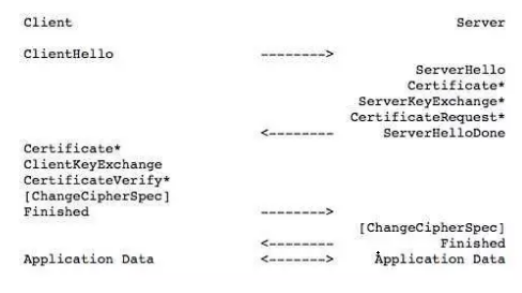 Client Server
ClientHello -------->
ServerHello
Certificate*
ServerKeyExchange*
CertificateRequest*
<-------- ServerHelloDone
Certificate*
ClientKeyExchange
CertificateVerify*
[ChangeCipherSpec]
Finished -------->
[ChangeCipherSpec]
<-------- Finished
Application Data <-------> Application Data